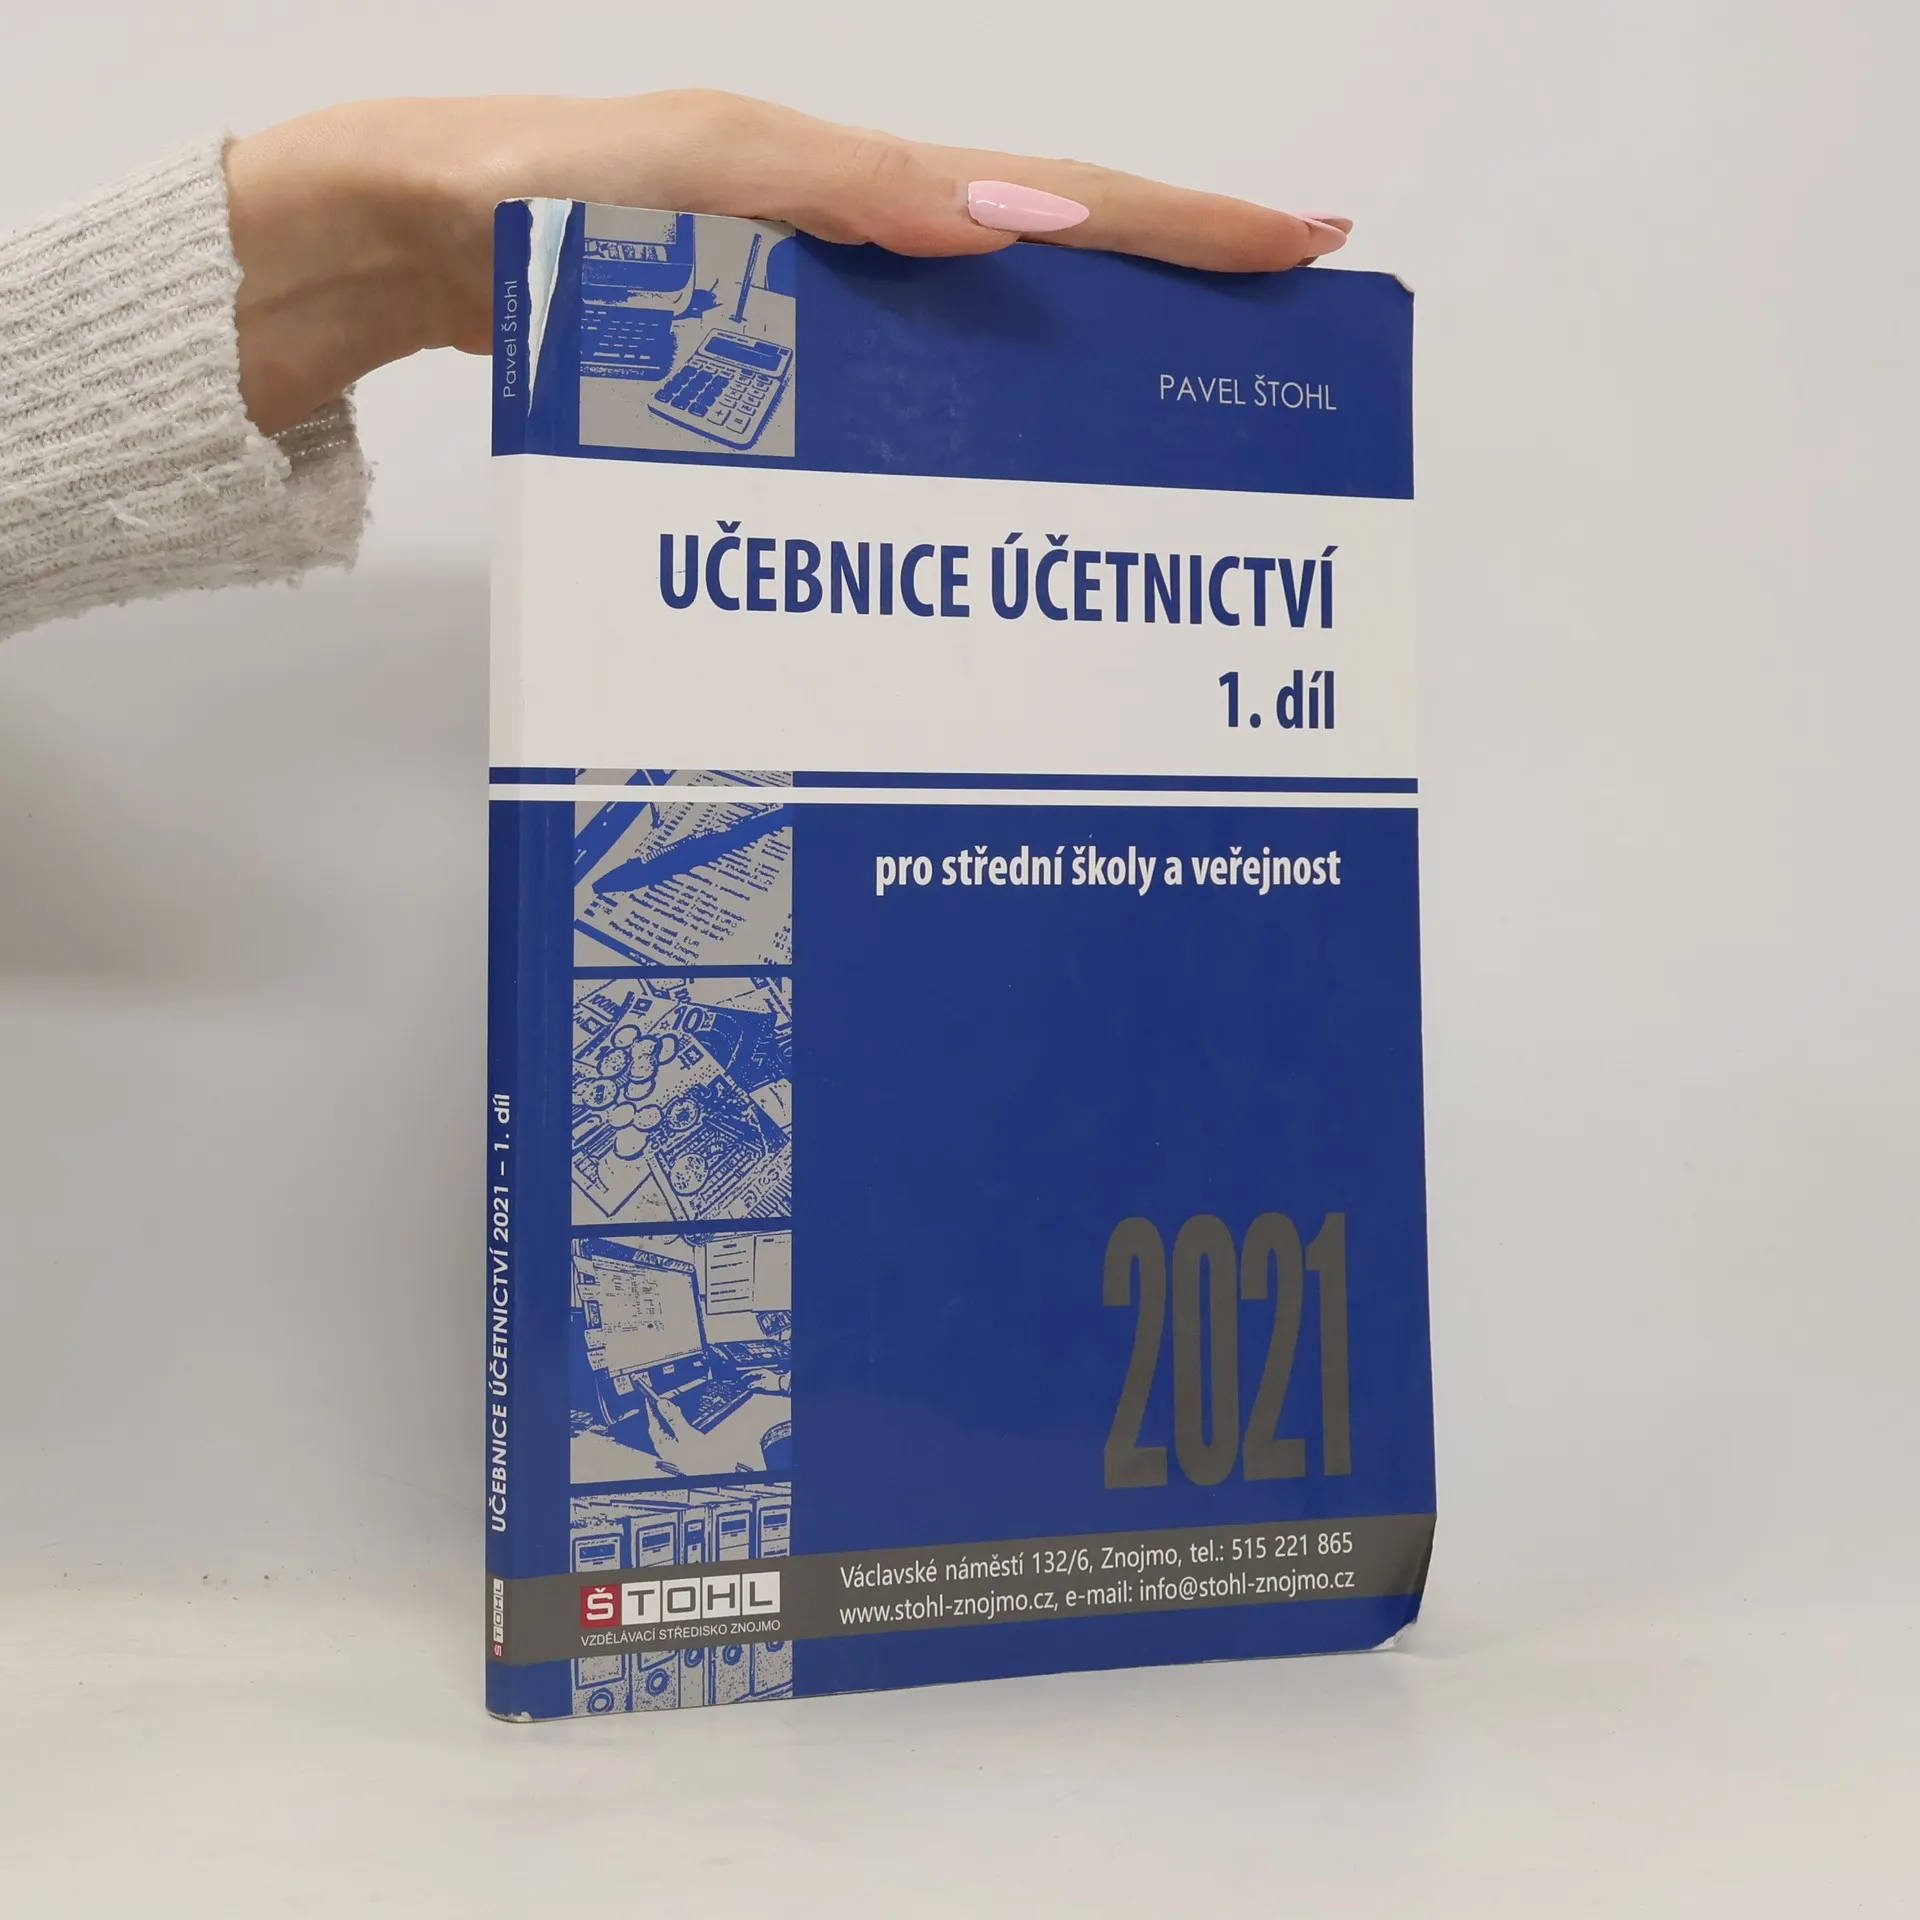 PAVEL ŠTOHL
UČEBNICE ÚČETNICTVÍ
1. díl
pro střední školy a veřejnost
2021
ŠTOHL
VZDĚLÁVACÍ STŘEDISKO ZNOJMO
Václavské náměstí 132/6, Znojmo, tel.: 515 221 865
www.stohl-znojmo.cz, e-mail: info@stohl-znojmo.cz
Pavel Štohl
UČEBNICE ÚČETNICTVÍ 2021 – 1. díl
ŠTOHL